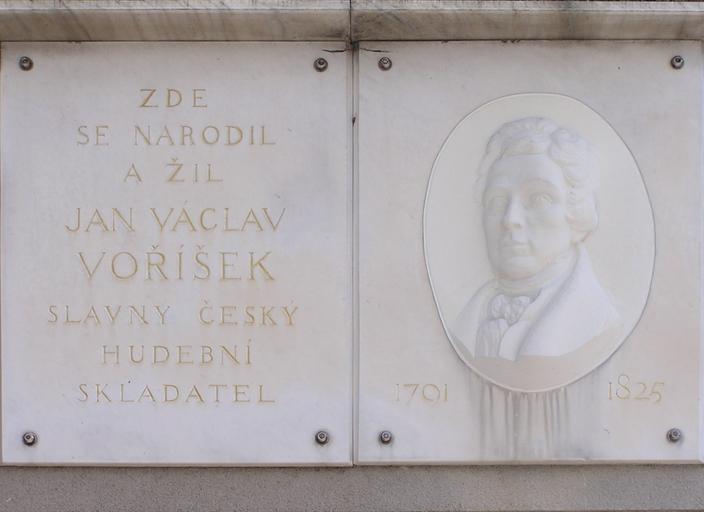 ZDE
SE NARODIL
A ŽIL
JAN VÁCLAV
VOŘÍŠEK
SLAVNY ČESKÝ
HUDEBNÍ
SKLADATEL
1791 1825